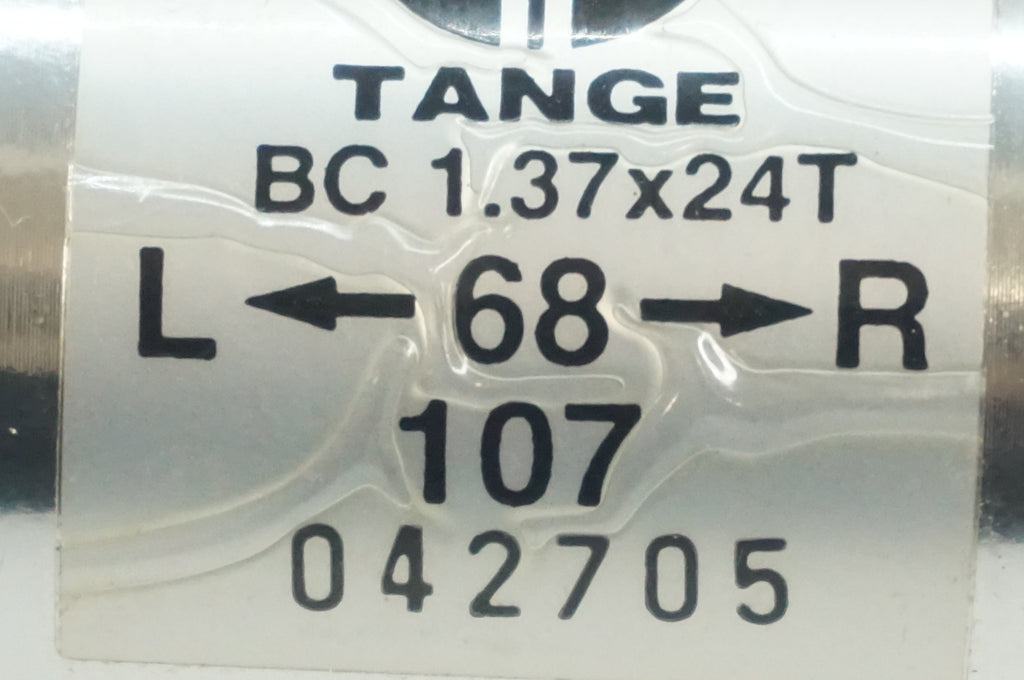 TANGE
BC 1.37x24T
L ← 68 → R
107
042705